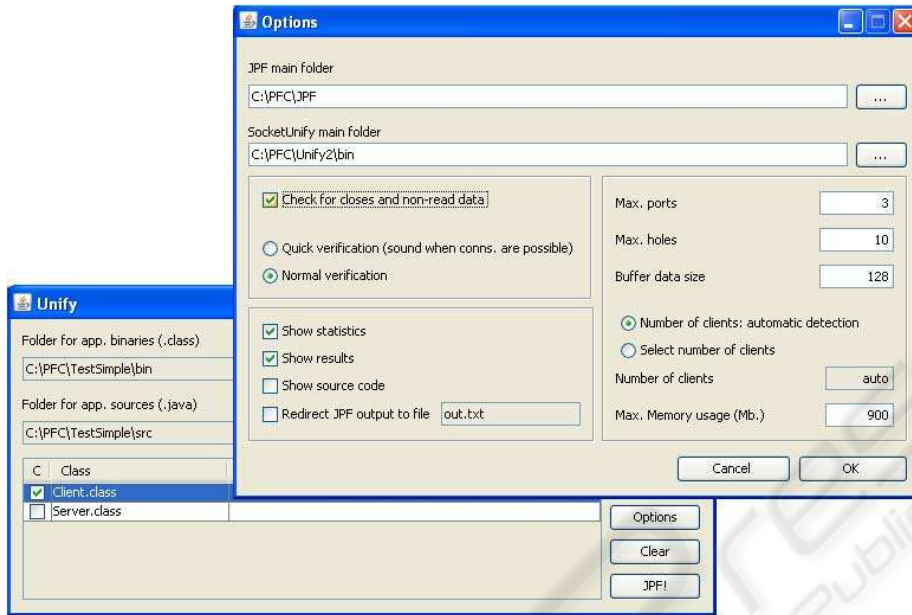 Options
JPF main folder
C:\PFC\JPF
...
SocketUnify main folder
C:\PFC\Unify2\bin
...
Check for closes and non-read data
Quick verification (sound when conns. are possible)
Normal verification
Max. ports 3
Max. holes 10
Buffer data size 128
Show statistics
Show results
Show source code
Redirect JPF output to file out.txt
Number of clients: automatic detection
Select number of clients
Number of clients auto
Max. Memory usage (Mb.) 900
Cancel OK
Unify
Folder for app. binaries (.class)
C:\PFC\TestSimple\bin
Folder for app. sources (.java)
C:\PFC\TestSimple\src
C Class
Client.class
Server.class
Options
Clear
JPF!